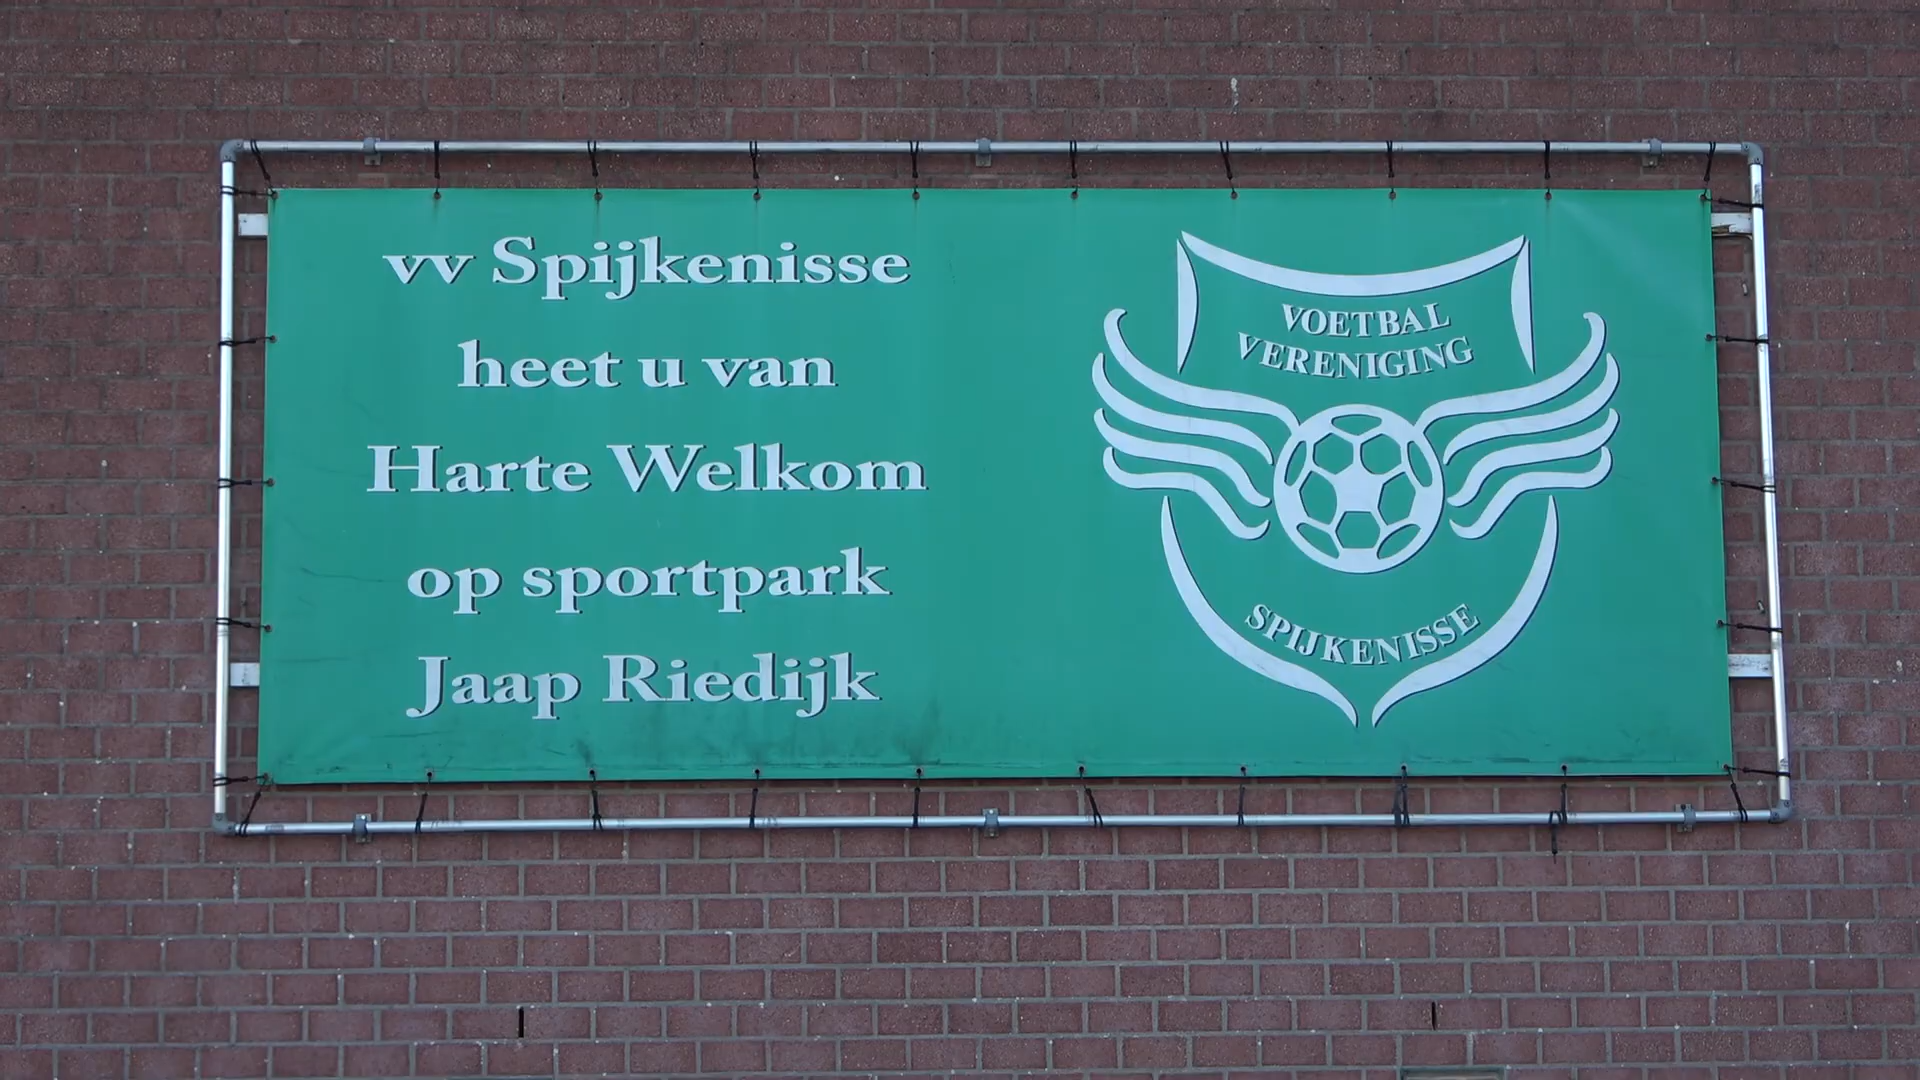 vv Spijkenisse
heet u van
Harte Welkom
op sportpark
Jaap Riedijk
VOETBAL
VERENIGING
SPIJKENISSE